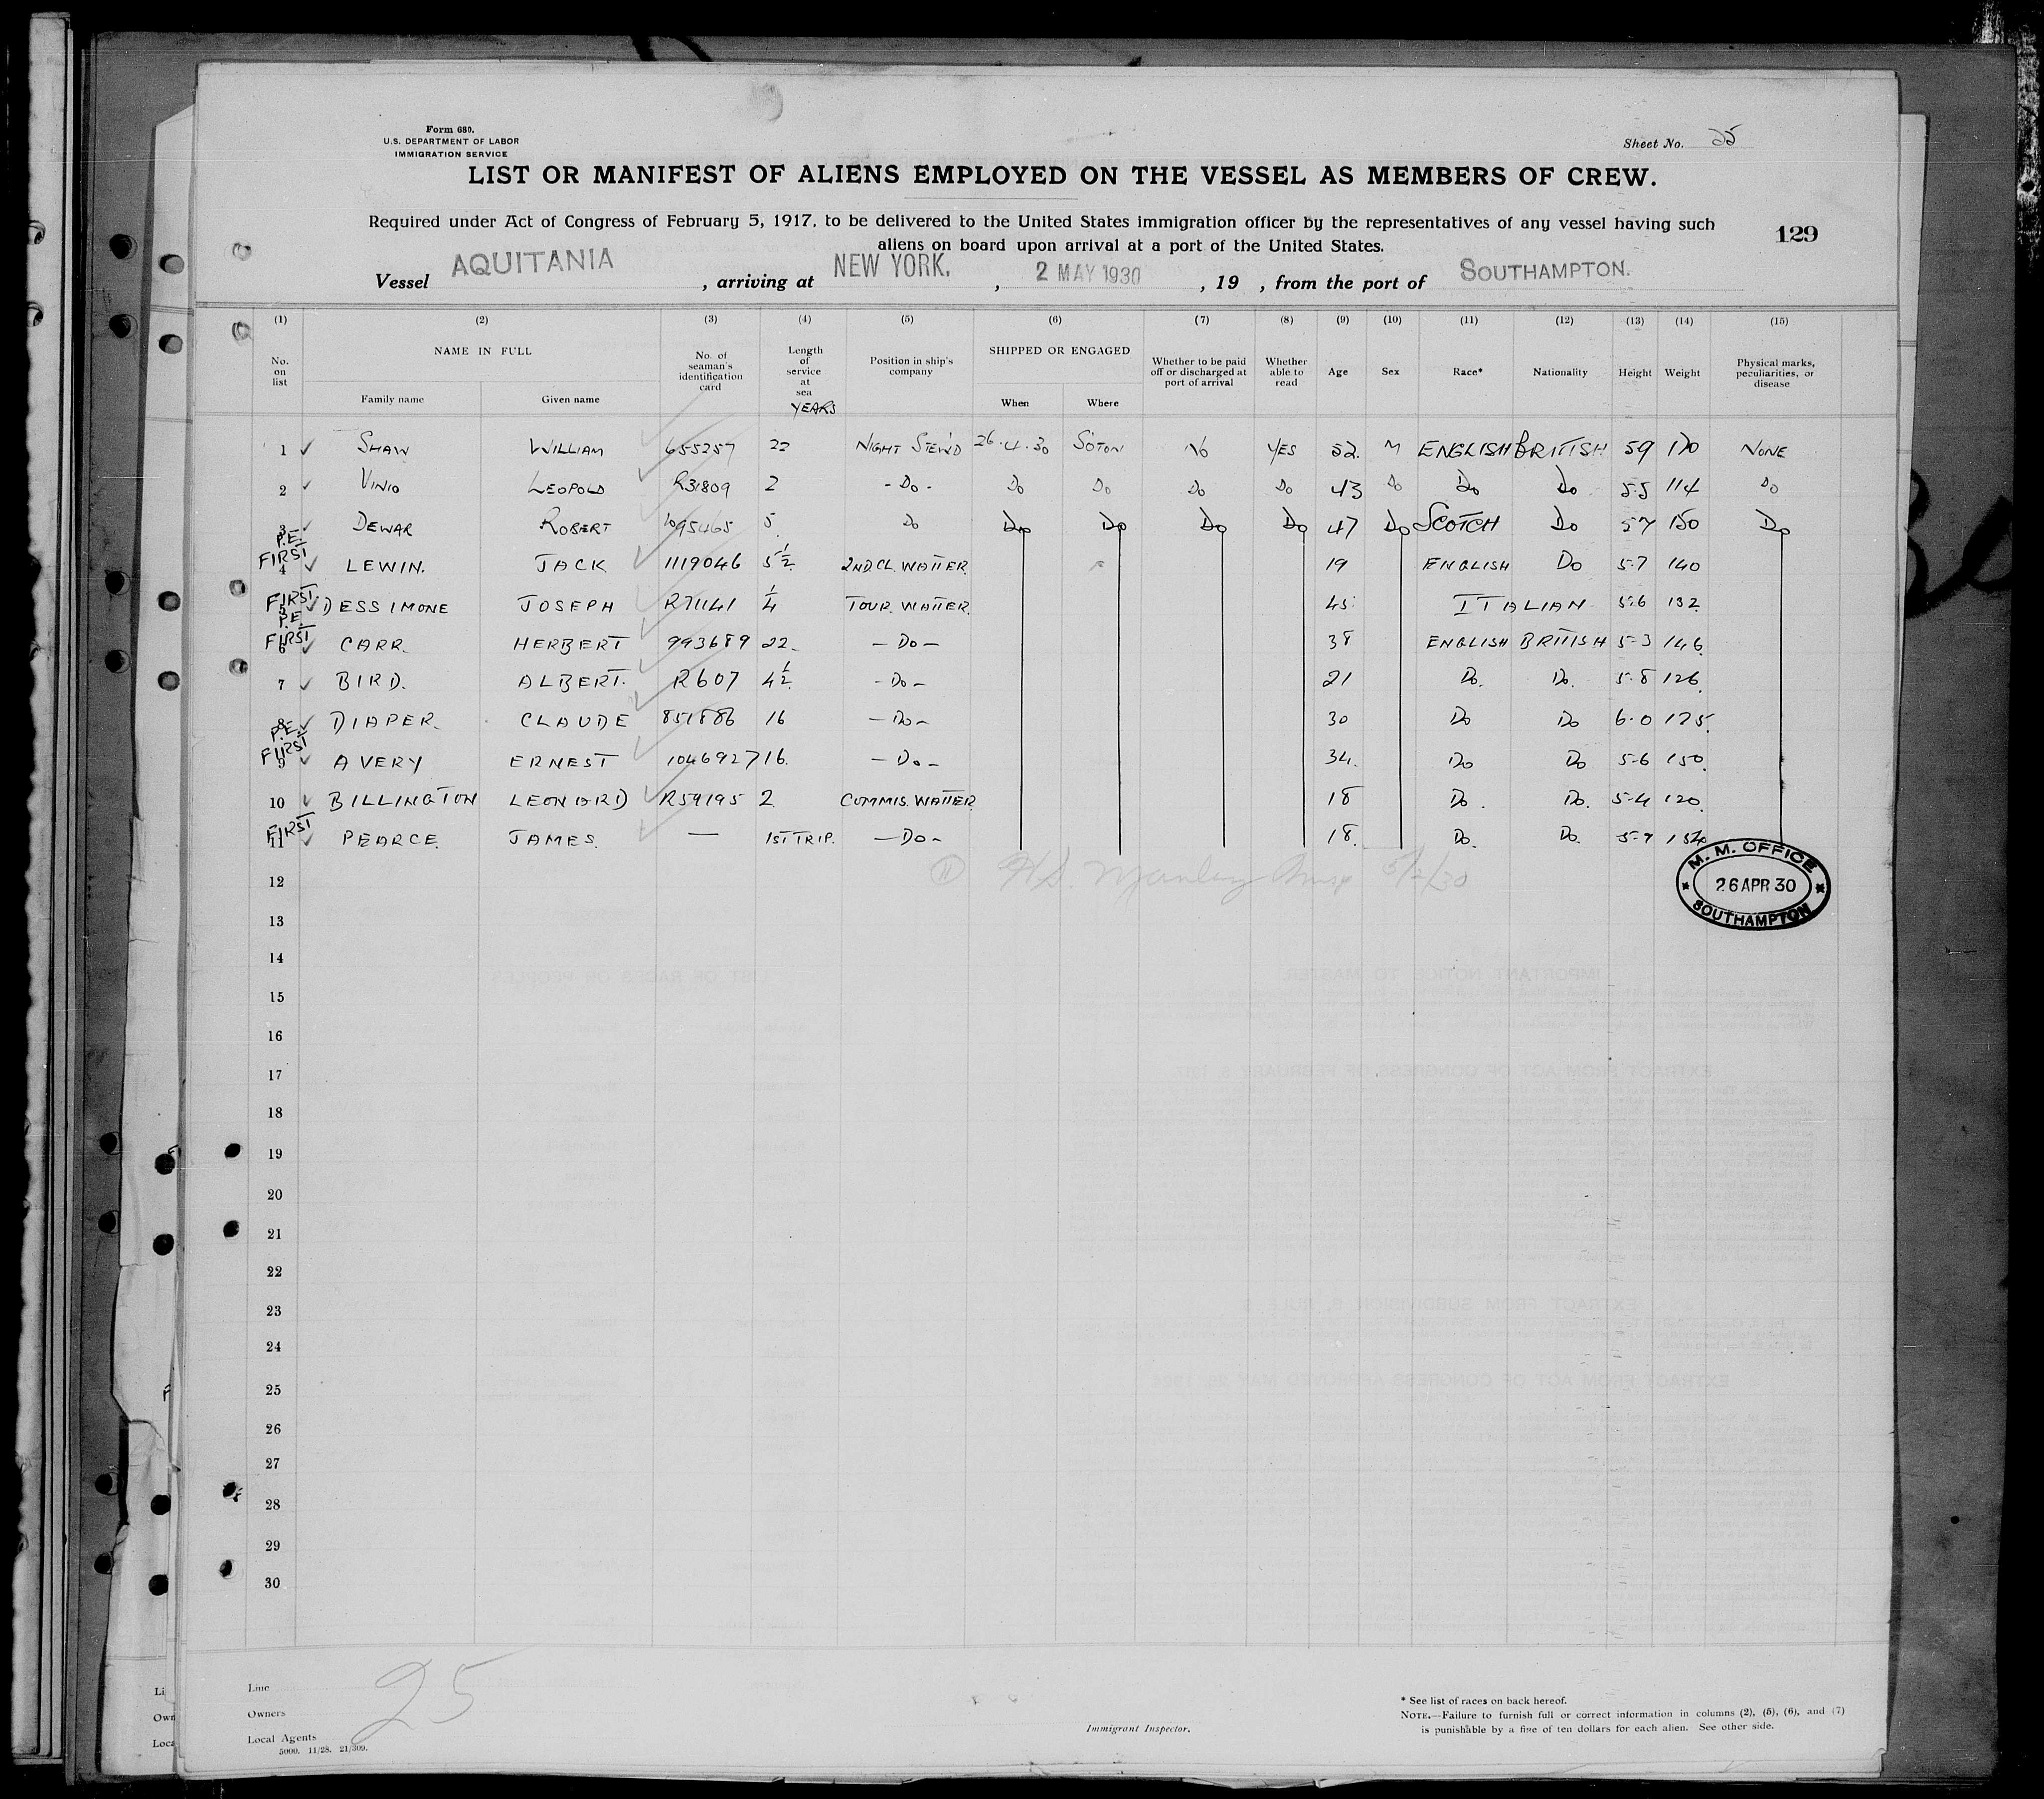 Form 680.
U.S. DEPARTMENT OF LABOR
IMMIGRATION SERVICE
Sheet No. 25
LIST OR MANIFEST OF ALIENS EMPLOYED ON THE VESSEL AS MEMBERS OF CREW.
Required under Act of Congress of February 5, 1917, to be delivered to the United States immigration officer by the representatives of any vessel having such
aliens on board upon arrival at a port of the United States.
129
Vessel AQUITANIA , arriving at NEW YORK. , 2 MAY 1930 , 19 , from the port of SOUTHAMPTON.
(1) (2) (3) (4) (5) (6) (7) (8) (9) (10) (11) (12) (13) (14) (15)
No. on list NAME IN FULL Family name Given name No. of seaman's identification card Length of service at sea YEARS Position in ship's company SHIPPED OR ENGAGED When Where Whether to be paid off or discharged at port of arrival Whether able to read Age Sex Race* Nationality Height Weight Physical marks, peculiarities, or disease
1 SHAW WILLIAM 655257 22 NIGHT STEWD 26.4.30 SOTON NO YES 52. M ENGLISH BRITISH 59 170 NONE
2 VINIO LEOPOLD R31809 2 - Do - Do Do Do Do 43 Do Do Do 5.5 114 Do
3 DEWAR ROBERT 1095465 5 Do Do Do Do Do 47 Do SCOTCH Do 57 150 Do
P.E. FIRST 4 LEWIN. JACK 1119046 5½ 2ND CL. WAITER 19 ENGLISH Do 5.7 140
FIRST 5 DESSIMONE JOSEPH R71141 ¼ TOUR. WAITER. 45 ITALIAN 5.6 132
P.E. FIRST 6 CARR. HERBERT 993689 22. - Do - 38 ENGLISH BRITISH 5-3 146
7 BIRD. ALBERT. R607 4½ - Do - 21 Do. Do. 5.8 126
8 DIAPER. CLAUDE 851886 16 - Do - 30 Do Do 6.0 175.
P.E. FIRST 9 AVERY ERNEST 1046927 16. - Do - 34. Do Do 5-6 150
10 BILLINGTON LEONARD R59195 2 COMMIS. WAITER 18 Do. Do. 5-4 120
FIRST 11 PEARCE. JAMES. — 1ST TRIP. - Do - 18. Do. Do. 5-7 154
12
M. M. OFFICE
26 APR 30
SOUTHAMPTON
13
14
15
16
17
18
19
20
21
22
23
24
25
26
27
28
29
30
25
Line
Owners
Local Agents
5000. 11/28. 21/309.
Immigrant Inspector.
* See list of races on back hereof.
NOTE.—Failure to furnish full or correct information in columns (2), (5), (6), and (7)
is punishable by a fine of ten dollars for each alien. See other side.